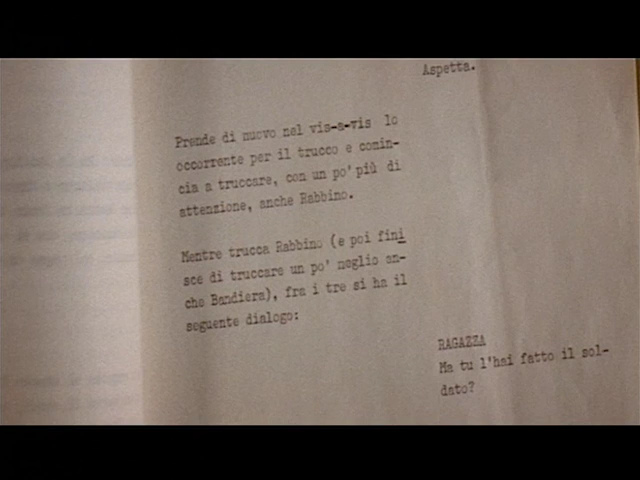 Aspetta.
Prende di nuovo nel vis-a-vis lo
occorrente per il trucco e comin-
cia a truccare, con un po' più di
attenzione, anche Rabbino.
Mentre trucca Rabbino (e poi fini
sce di truccare un po' meglio an-
che Bandiera), fra i tre si ha il
seguente dialogo:
RAGAZZA
Ma tu l'hai fatto il sol-
dato?